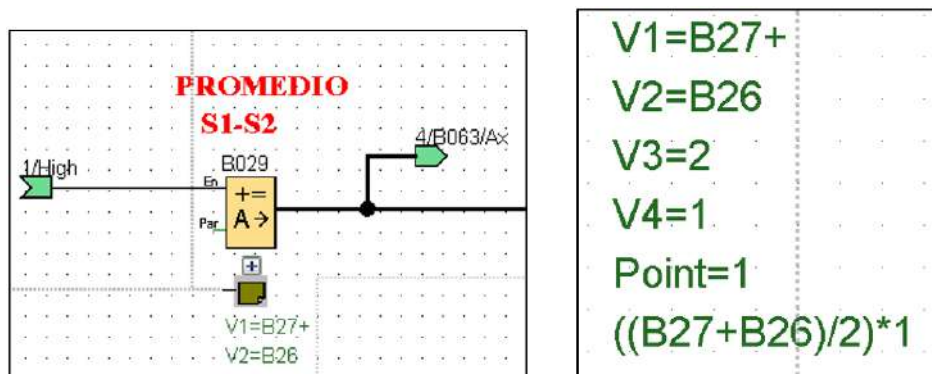 PROMEDIO
S1-S2
4/B063/Ax
1/High
B029
En
+=
A→
Par
V1=B27+
V2=B26
V1=B27+
V2=B26
V3=2
V4=1
Point=1
((B27+B26)/2)*1